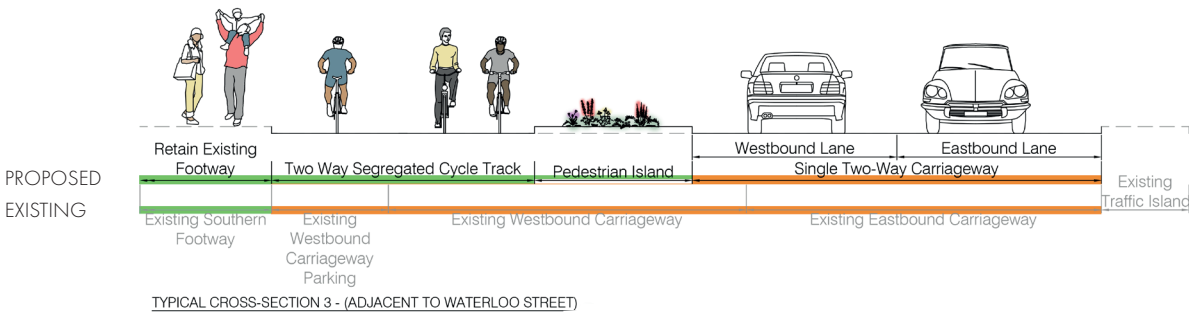 Retain Existing
Footway
Two Way Segregated Cycle Track
Pedestrian Island
Westbound Lane
Eastbound Lane
Single Two-Way Carriageway
PROPOSED
EXISTING
Existing Southern
Footway
Existing
Westbound
Carriageway
Parking
Existing Westbound Carriageway
Existing Eastbound Carriageway
Existing
Traffic Island
TYPICAL CROSS-SECTION 3 - (ADJACENT TO WATERLOO STREET)